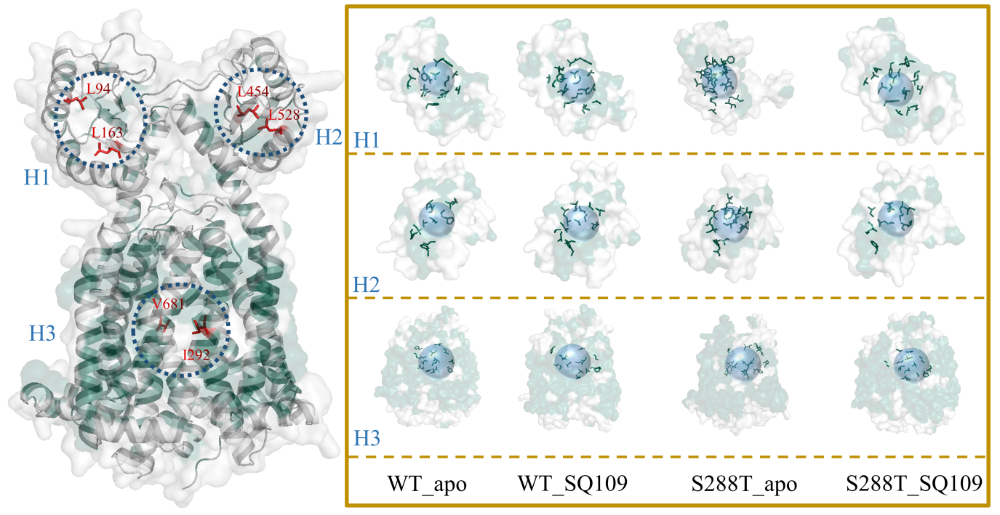 L94
L163
H1
L454
L528
H2
V681
I292
H3
H1
H2
H3
WT_apo
WT_SQ109
S288T_apo
S288T_SQ109